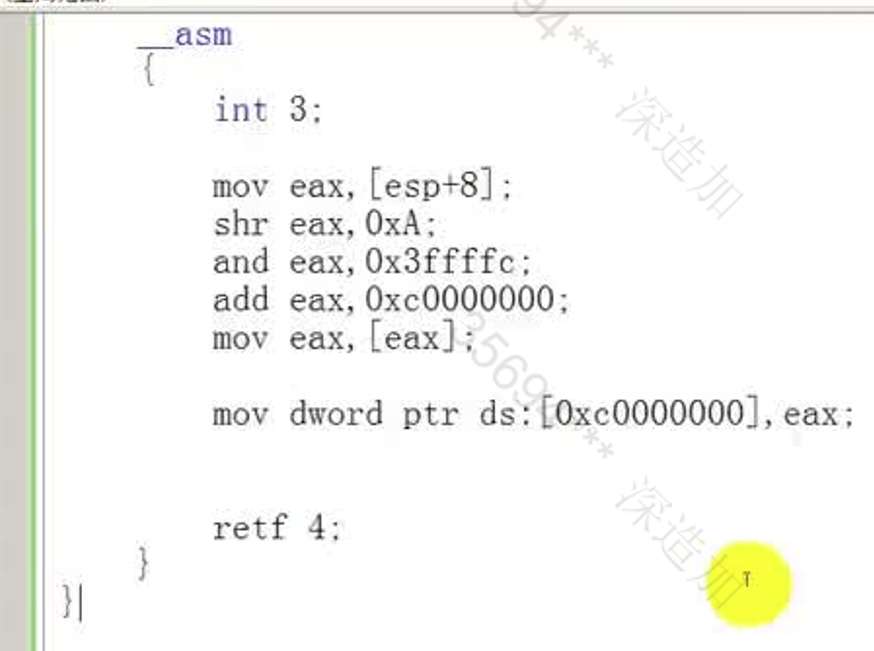 __asm
{
int 3;
mov eax,[esp+8];
shr eax,0xA;
and eax,0x3ffffc;
add eax,0xc0000000;
mov eax,[eax];
mov dword ptr ds:[0xc0000000],eax;
retf 4;
}
}
94*** 深造加
35694*** 深造加